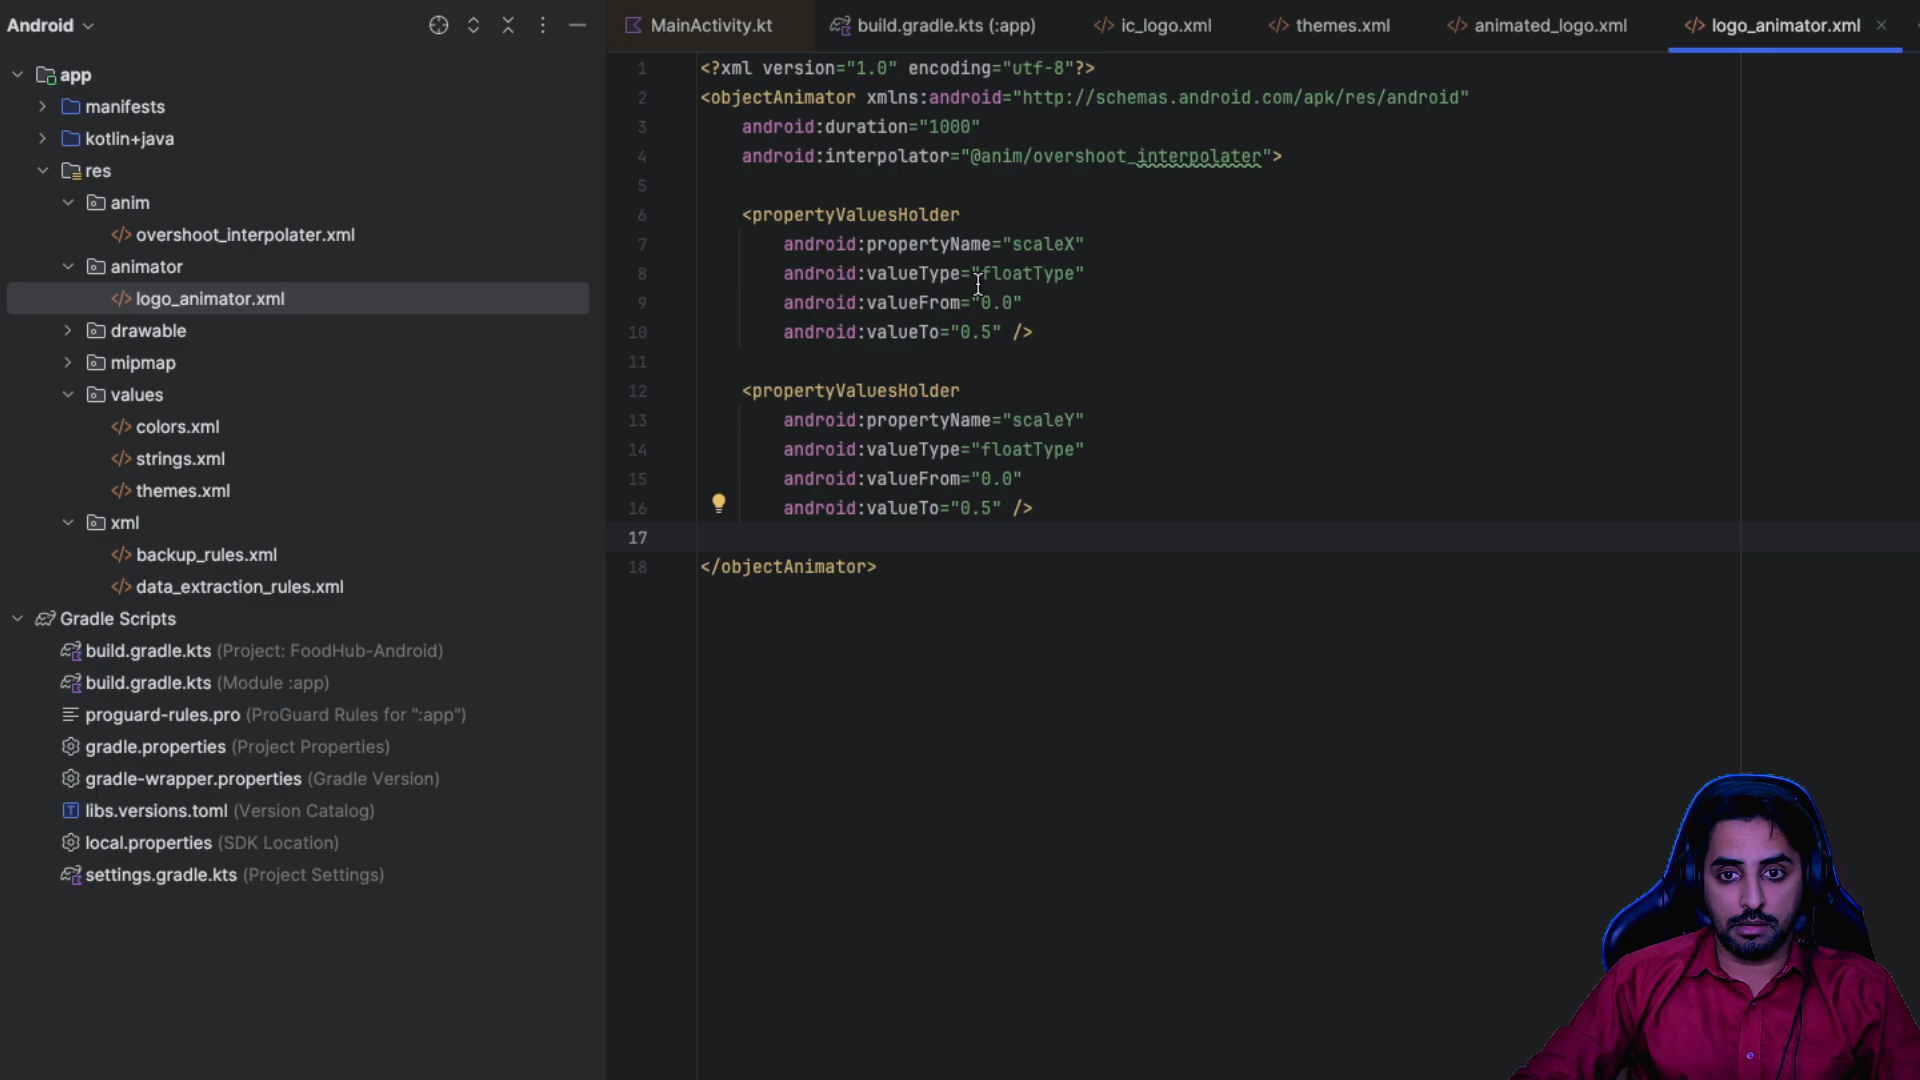 Android
MainActivity.kt
build.gradle.kts (:app)
ic_logo.xml
themes.xml
animated_logo.xml
logo_animator.xml
app
manifests
kotlin+java
res
anim
overshoot_interpolater.xml
animator
logo_animator.xml
drawable
mipmap
values
colors.xml
strings.xml
themes.xml
xml
backup_rules.xml
data_extraction_rules.xml
Gradle Scripts
build.gradle.kts (Project: FoodHub-Android)
build.gradle.kts (Module :app)
proguard-rules.pro (ProGuard Rules for ":app")
gradle.properties (Project Properties)
gradle-wrapper.properties (Gradle Version)
libs.versions.toml (Version Catalog)
local.properties (SDK Location)
settings.gradle.kts (Project Settings)
1 <?xml version="1.0" encoding="utf-8"?>
2 <objectAnimator xmlns:android="http://schemas.android.com/apk/res/android"
3 android:duration="1000"
4 android:interpolator="@anim/overshoot_interpolater">
5
6 <propertyValuesHolder
7 android:propertyName="scaleX"
8 android:valueType="floatType"
9 android:valueFrom="0.0"
10 android:valueTo="0.5" />
11
12 <propertyValuesHolder
13 android:propertyName="scaleY"
14 android:valueType="floatType"
15 android:valueFrom="0.0"
16 android:valueTo="0.5" />
17
18 </objectAnimator>